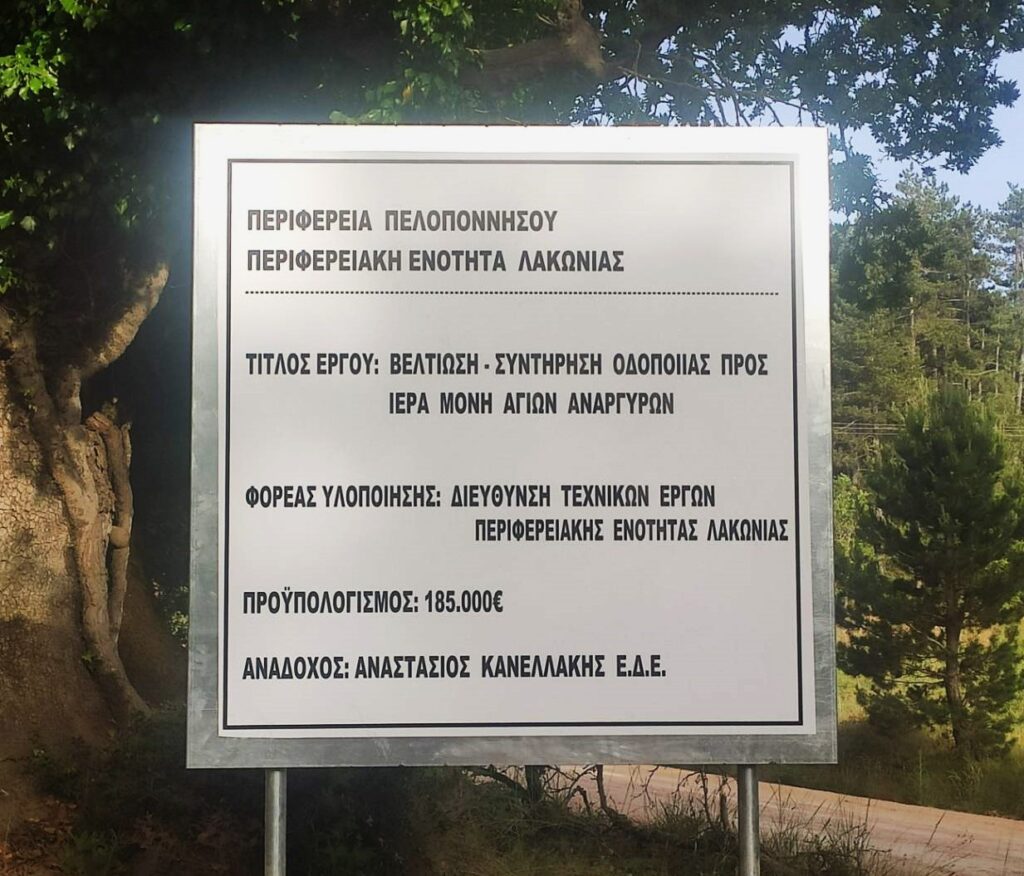 ΠΕΡΙΦΕΡΕΙΑ ΠΕΛΟΠΟΝΝΗΣΟΥ
ΠΕΡΙΦΕΡΕΙΑΚΗ ΕΝΟΤΗΤΑ ΛΑΚΩΝΙΑΣ
ΤΙΤΛΟΣ ΕΡΓΟΥ: ΒΕΛΤΙΩΣΗ - ΣΥΝΤΗΡΗΣΗ ΟΔΟΠΟΙΙΑΣ ΠΡΟΣ
ΙΕΡΑ ΜΟΝΗ ΑΓΙΩΝ ΑΝΑΡΓΥΡΩΝ
ΦΟΡΕΑΣ ΥΛΟΠΟΙΗΣΗΣ: ΔΙΕΥΘΥΝΣΗ ΤΕΧΝΙΚΩΝ ΕΡΓΩΝ
ΠΕΡΙΦΕΡΕΙΑΚΗΣ ΕΝΟΤΗΤΑΣ ΛΑΚΩΝΙΑΣ
ΠΡΟΫΠΟΛΟΓΙΣΜΟΣ: 185.000€
ΑΝΑΔΟΧΟΣ: ΑΝΑΣΤΑΣΙΟΣ ΚΑΝΕΛΛΑΚΗΣ Ε.Δ.Ε.